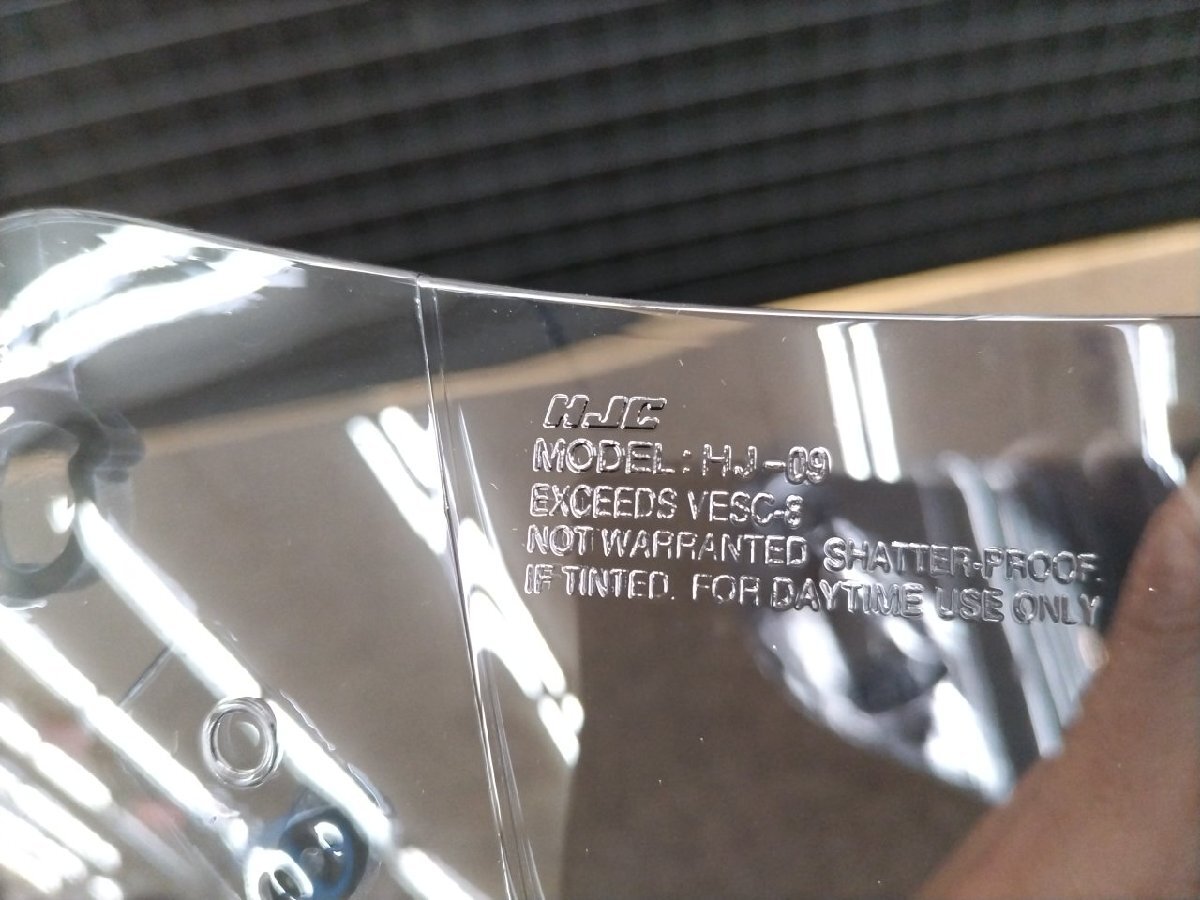 HJC
MODEL: HJ-09
EXCEEDS VESC-8
NOT WARRANTED SHATTER-PROOF.
IF TINTED. FOR DAYTIME USE ONLY